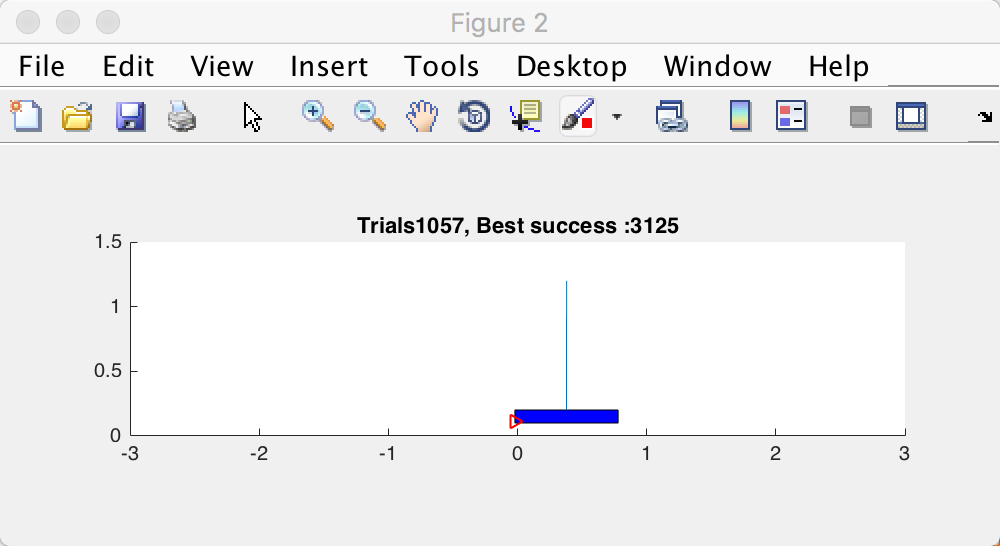 Figure 2
File Edit View Insert Tools Desktop Window Help
Trials1057, Best success :3125
1.5
1
0.5
0
-3 -2 -1 0 1 2 3